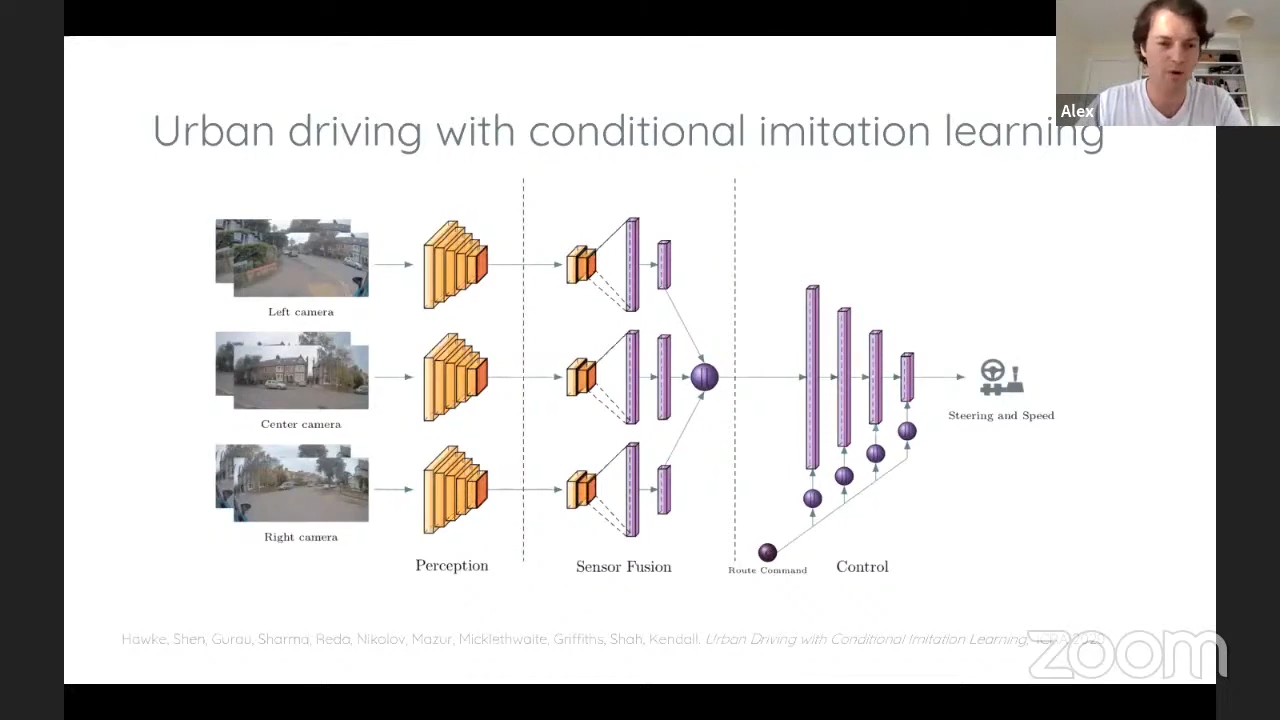 Alex
Urban driving with conditional imitation learning
Left camera
Center camera
Steering and Speed
Right camera
Perception
Sensor Fusion
Route Command
Control
Hawke, Shen, Gurau, Sharma, Reda, Nikolov, Mazur, Micklethwaite, Griffiths, Shah, Kendall. Urban Driving with Conditional Imitation Learning,
zoom